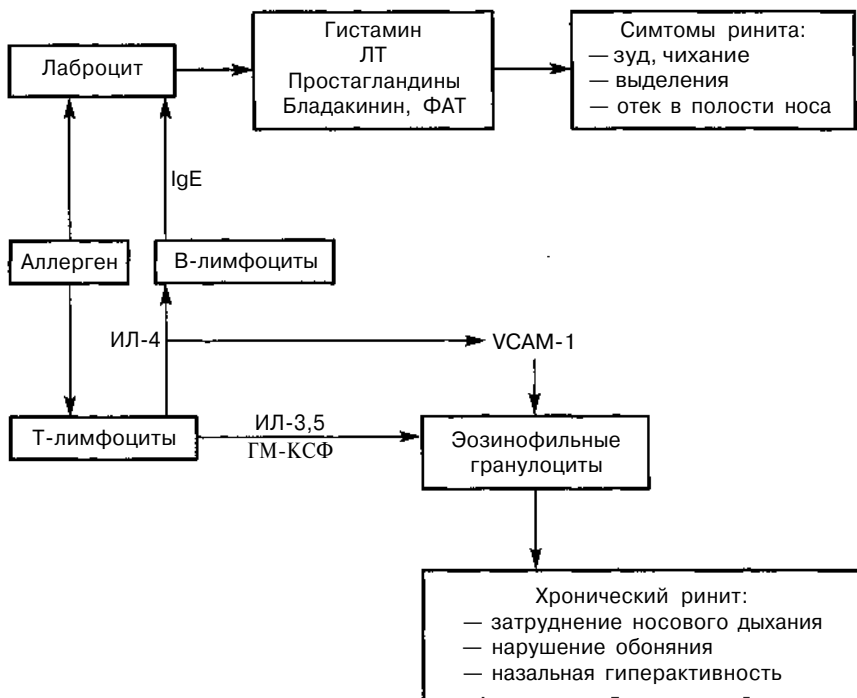 Лаброцит
Гистамин
ЛТ
Простагландины
Бладакинин, ФАТ
Симтомы ринита:
— зуд, чихание
— выделения
— отек в полости носа
IgE
Аллерген
В-лимфоциты
ИЛ-4
VCAM-1
Т-лимфоциты
ИЛ-3,5
ГМ-КСФ
Эозинофильные
гранулоциты
Хронический ринит:
— затруднение носового дыхания
— нарушение обоняния
— назальная гиперактивность